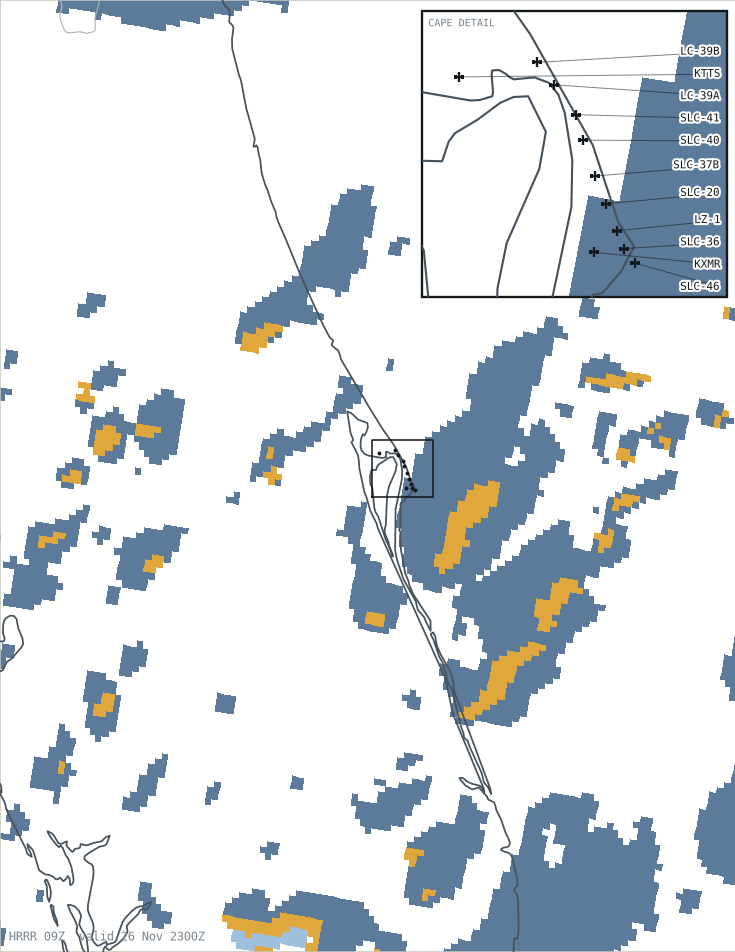 CAPE DETAIL
LC-39B
KTTS
LC-39A
SLC-41
SLC-40
SLC-37B
SLC-20
LZ-1
SLC-36
KXMR
SLC-46
HRRR 09Z valid 26 Nov 2300Z